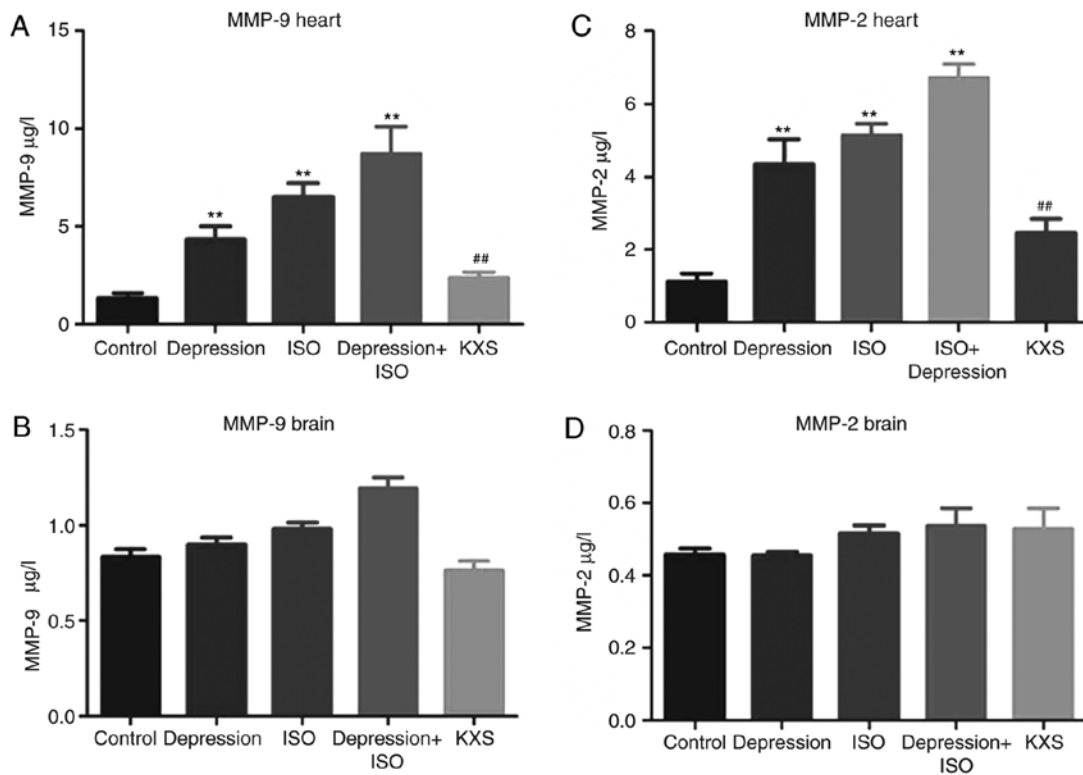 A
MMP-9 heart
MMP-9 µg/l
15
10
5
0
**
**
**
##
Control Depression ISO Depression+ KXS
ISO
C
MMP-2 heart
MMP-2 µg/l
8
6
4
2
0
**
**
**
##
Control Depression ISO ISO+ KXS
Depression
B
MMP-9 brain
MMP-9 µg/l
1.5
1.0
0.5
0.0
Control Depression ISO Depression+ KXS
ISO
D
MMP-2 brain
MMP-2 µg/l
0.8
0.6
0.4
0.2
0.0
Control Depression ISO Depression+ KXS
ISO